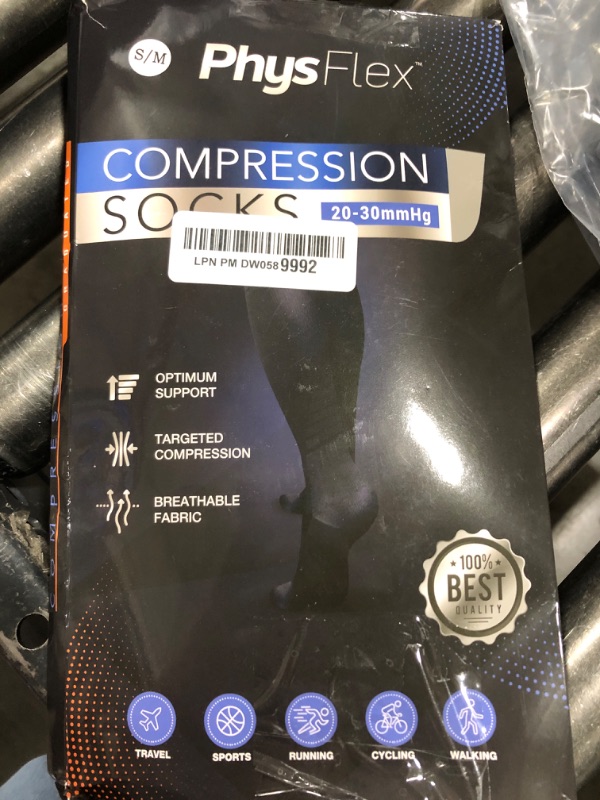 S/M
PhysFlex™
COMPRESSION
SOCKS
20-30mmHg
LPN PM DW0589992
OPTIMUM
SUPPORT
TARGETED
COMPRESSION
BREATHABLE
FABRIC
100%
BEST
QUALITY
TRAVEL
SPORTS
RUNNING
CYCLING
WALKING